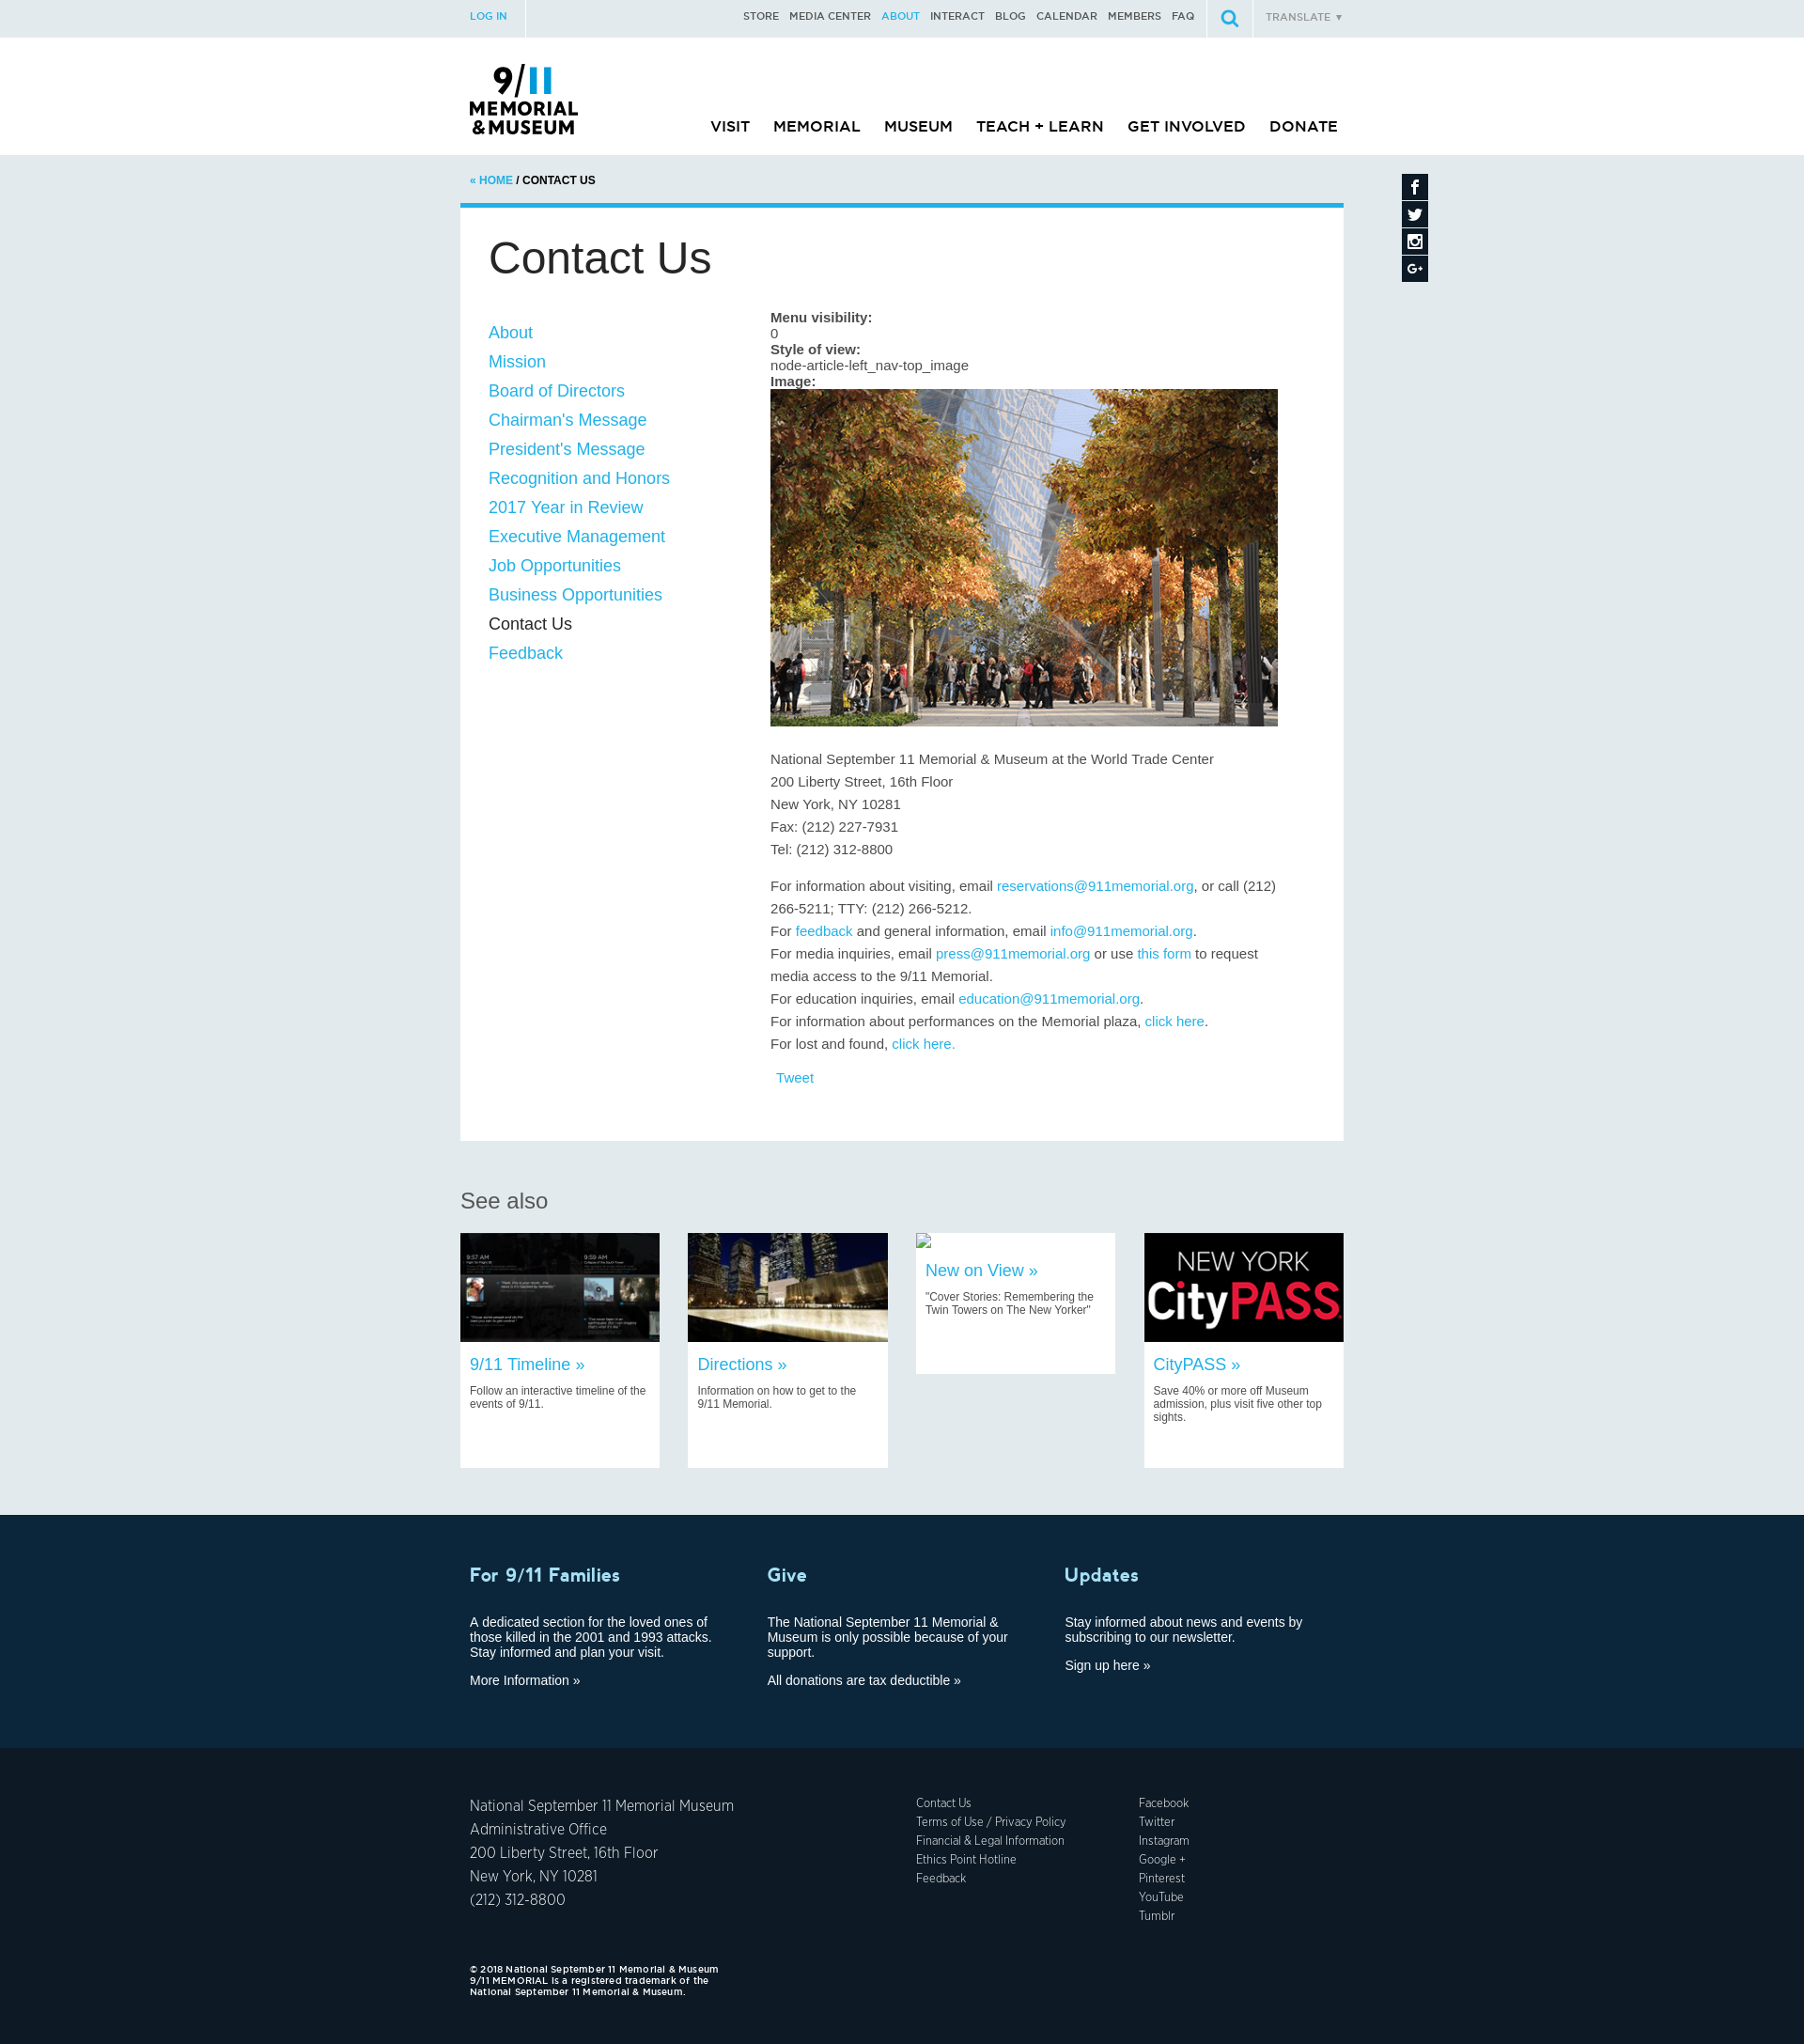 LOG IN
STORE MEDIA CENTER ABOUT INTERACT BLOG CALENDAR MEMBERS FAQ
TRANSLATE ▼
9/11
MEMORIAL
&MUSEUM
VISIT MEMORIAL MUSEUM TEACH + LEARN GET INVOLVED DONATE
« HOME / CONTACT US
Contact Us
About
Mission
Board of Directors
Chairman's Message
President's Message
Recognition and Honors
2017 Year in Review
Executive Management
Job Opportunities
Business Opportunities
Contact Us
Feedback
Menu visibility:
0
Style of view:
node-article-left_nav-top_image
Image:
National September 11 Memorial & Museum at the World Trade Center
200 Liberty Street, 16th Floor
New York, NY 10281
Fax: (212) 227-7931
Tel: (212) 312-8800
For information about visiting, email reservations@911memorial.org, or call (212)
266-5211; TTY: (212) 266-5212.
For feedback and general information, email info@911memorial.org.
For media inquiries, email press@911memorial.org or use this form to request
media access to the 9/11 Memorial.
For education inquiries, email education@911memorial.org.
For information about performances on the Memorial plaza, click here.
For lost and found, click here.
Tweet
See also
9:57 AM
9:59 AM
9/11 Timeline »
Follow an interactive timeline of the
events of 9/11.
Directions »
Information on how to get to the
9/11 Memorial.
New on View »
"Cover Stories: Remembering the
Twin Towers on The New Yorker"
NEW YORK
CityPASS
CityPASS »
Save 40% or more off Museum
admission, plus visit five other top
sights.
For 9/11 Families
A dedicated section for the loved ones of
those killed in the 2001 and 1993 attacks.
Stay informed and plan your visit.
More Information »
Give
The National September 11 Memorial &
Museum is only possible because of your
support.
All donations are tax deductible »
Updates
Stay informed about news and events by
subscribing to our newsletter.
Sign up here »
National September 11 Memorial Museum
Administrative Office
200 Liberty Street, 16th Floor
New York, NY 10281
(212) 312-8800
Contact Us
Terms of Use / Privacy Policy
Financial & Legal Information
Ethics Point Hotline
Feedback
Facebook
Twitter
Instagram
Google +
Pinterest
YouTube
Tumblr
© 2018 National September 11 Memorial & Museum
9/11 MEMORIAL is a registered trademark of the
National September 11 Memorial & Museum.